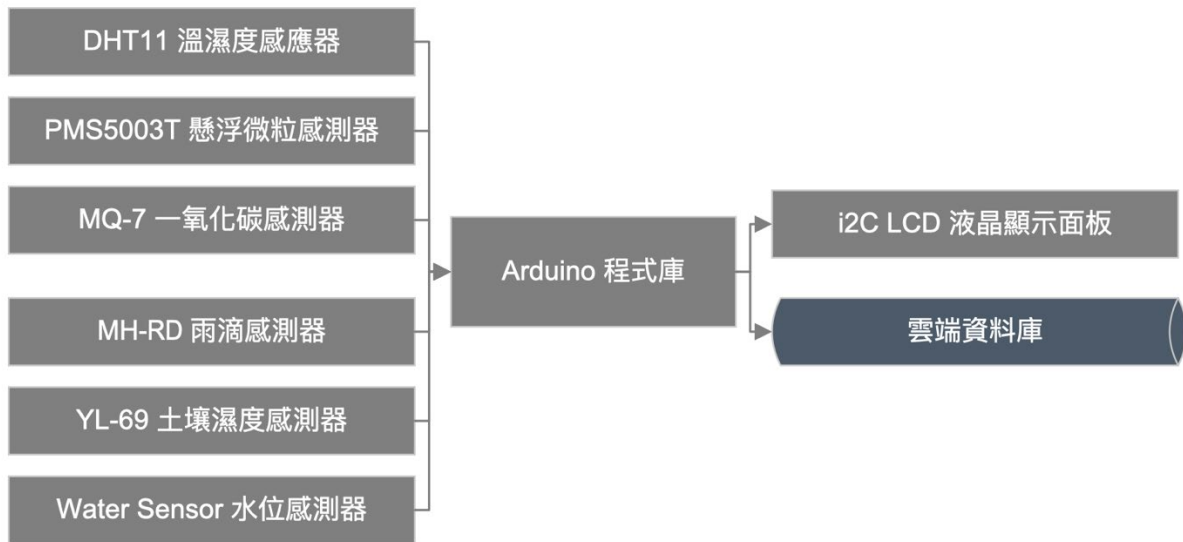 DHT11 溫濕度感應器
PMS5003T 懸浮微粒感測器
MQ-7 一氧化碳感測器
MH-RD 雨滴感測器
YL-69 土壤濕度感測器
Water Sensor 水位感測器
Arduino 程式庫
i2C LCD 液晶顯示面板
雲端資料庫